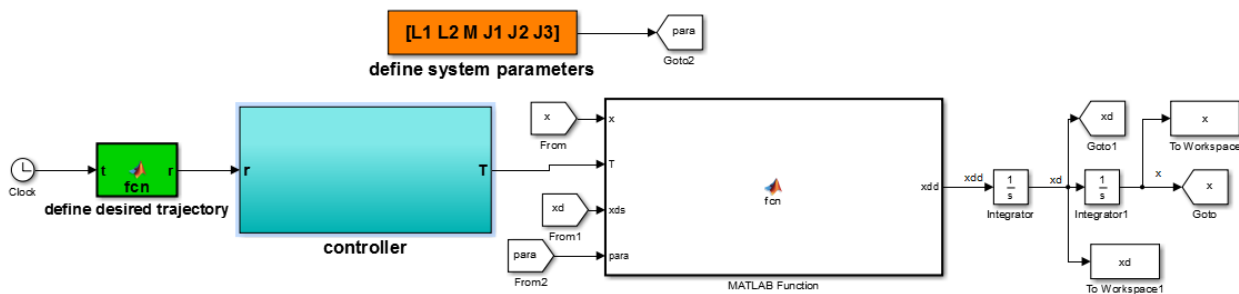 [L1 L2 M J1 J2 J3]
define system parameters
para
Goto2
Clock
t
fcn
r
define desired trajectory
r
T
controller
x
From
xd
From1
para
From2
x
T
xds
para
fcn
xdd
MATLAB Function
xdd
1
s
Integrator
xd
xd
Goto1
1
s
Integrator1
x
x
To Workspace
x
Goto
xd
To Workspace1